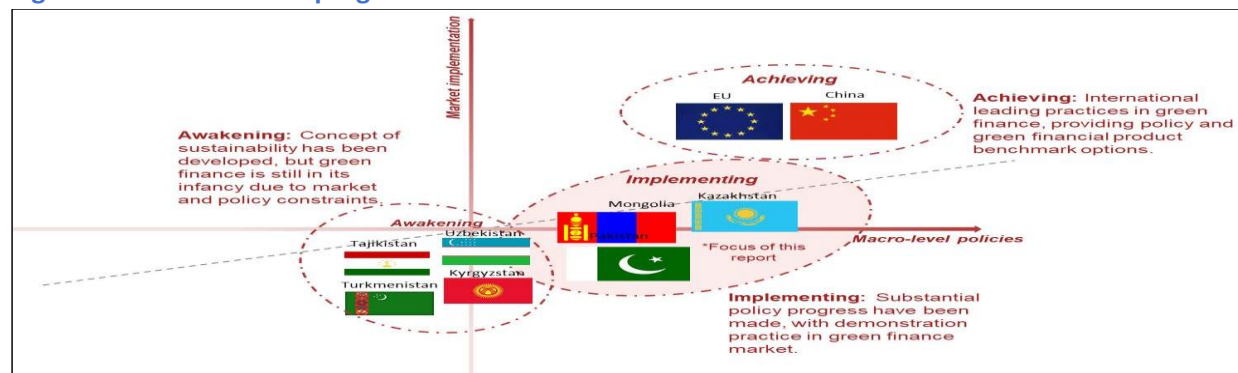 Market implementation
Achieving
EU
China
Achieving: International
leading practices in green
finance, providing policy and
green financial product
benchmark options.
Awakening: Concept of
sustainability has been
developed, but green
finance is still in its
infancy due to market
and policy constraints.
Implementing
Mongolia
Kazakhstan
Pakistan
*Focus of this
report
Macro-level policies
Awakening
Uzbekistan
Tajikistan
Kyrgyzstan
Turkmenistan
Implementing: Substantial
policy progress have been
made, with demonstration
practice in green finance
market.